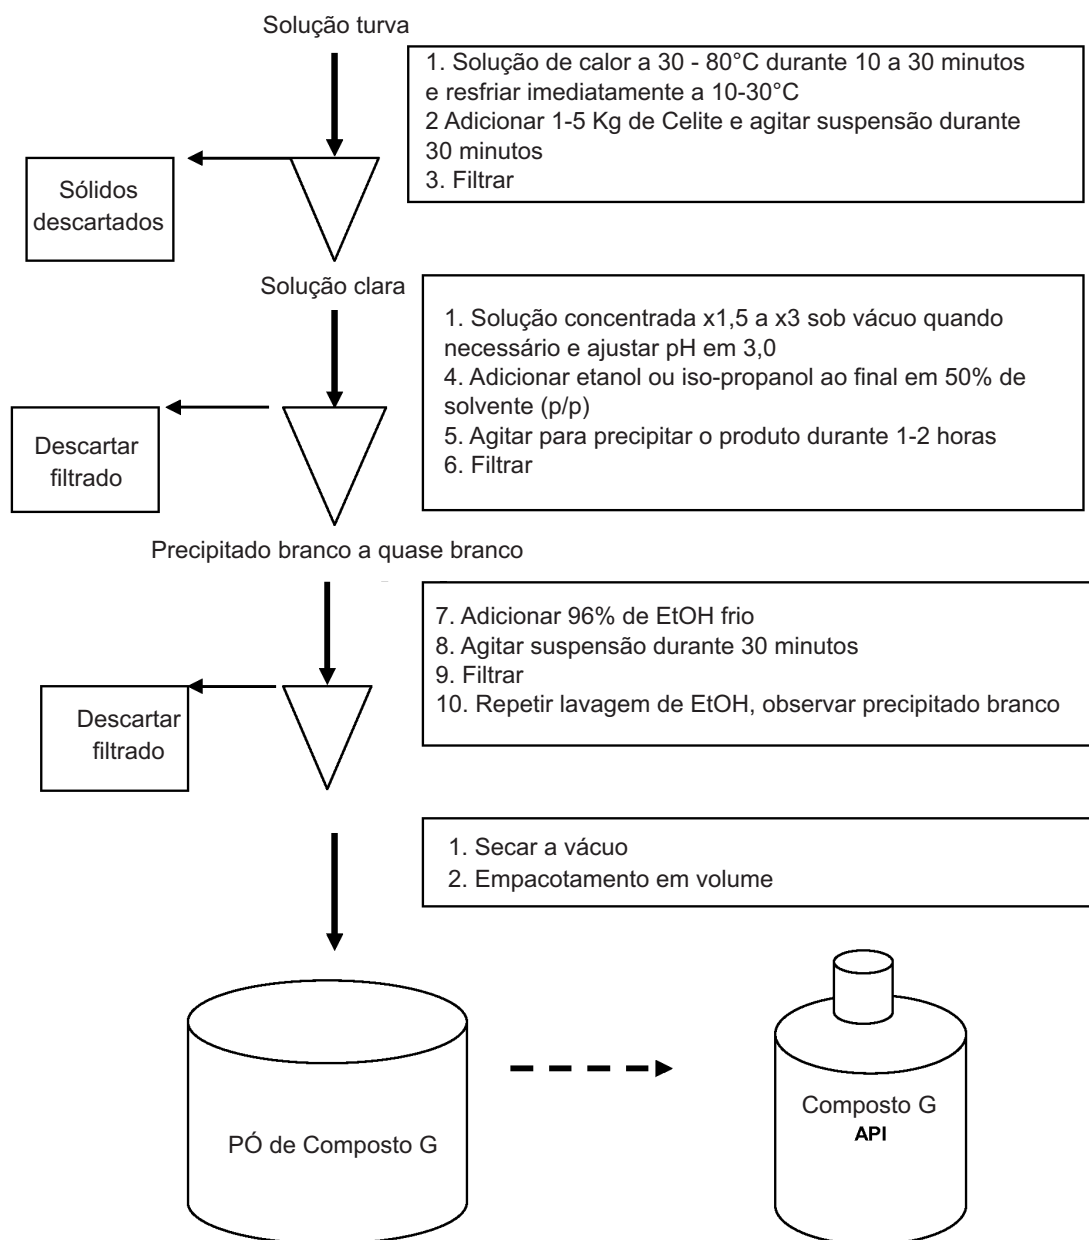 Solução turva
1. Solução de calor a 30 - 80°C durante 10 a 30 minutos
e resfriar imediatamente a 10-30°C
2 Adicionar 1-5 Kg de Celite e agitar suspensão durante
30 minutos
3. Filtrar
Sólidos
descartados
Solução clara
1. Solução concentrada x1,5 a x3 sob vácuo quando
necessário e ajustar pH em 3,0
4. Adicionar etanol ou iso-propanol ao final em 50% de
solvente (p/p)
5. Agitar para precipitar o produto durante 1-2 horas
6. Filtrar
Descartar
filtrado
Precipitado branco a quase branco
7. Adicionar 96% de EtOH frio
8. Agitar suspensão durante 30 minutos
9. Filtrar
10. Repetir lavagem de EtOH, observar precipitado branco
Descartar
filtrado
1. Secar a vácuo
2. Empacotamento em volume
PÓ de Composto G
Composto G
API